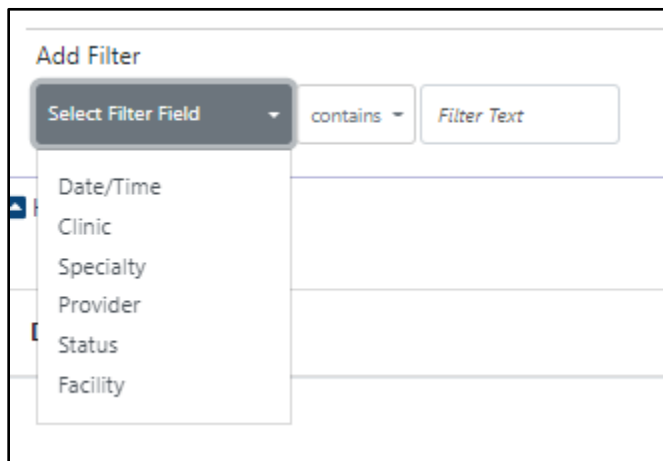 Add Filter
Select Filter Field contains Filter Text
Date/Time
Clinic
Specialty
Provider
Status
Facility